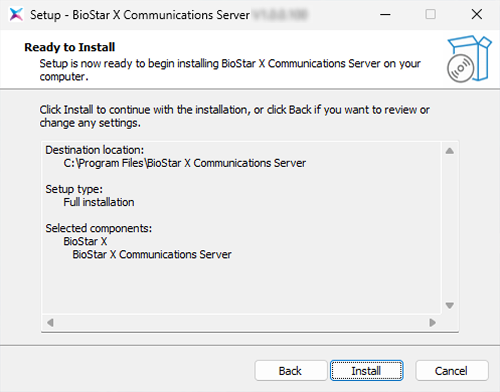 Setup - BioStar X Communications Server
Ready to Install
Setup is now ready to begin installing BioStar X Communications Server on your
computer.
Click Install to continue with the installation, or click Back if you want to review or
change any settings.
Destination location:
C:\Program Files\BioStar X Communications Server
Setup type:
Full installation
Selected components:
BioStar X
BioStar X Communications Server
Back
Install
Cancel